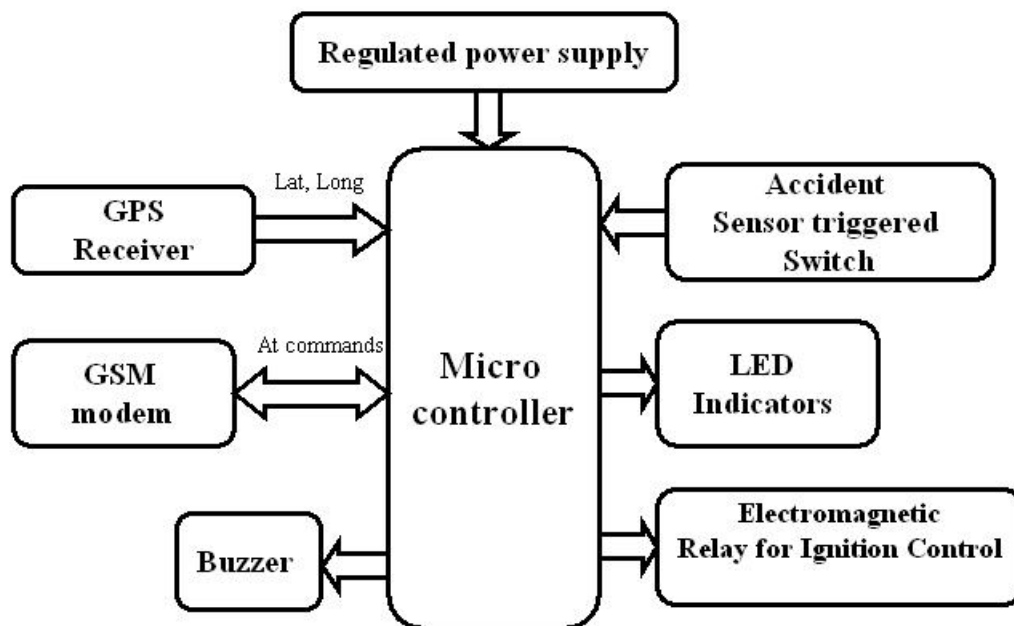 Regulated power supply
Lat, Long
GPS
Receiver
Accident
Sensor triggered
Switch
At commands
GSM
modem
Micro
controller
LED
Indicators
Buzzer
Electromagnetic
Relay for Ignition Control